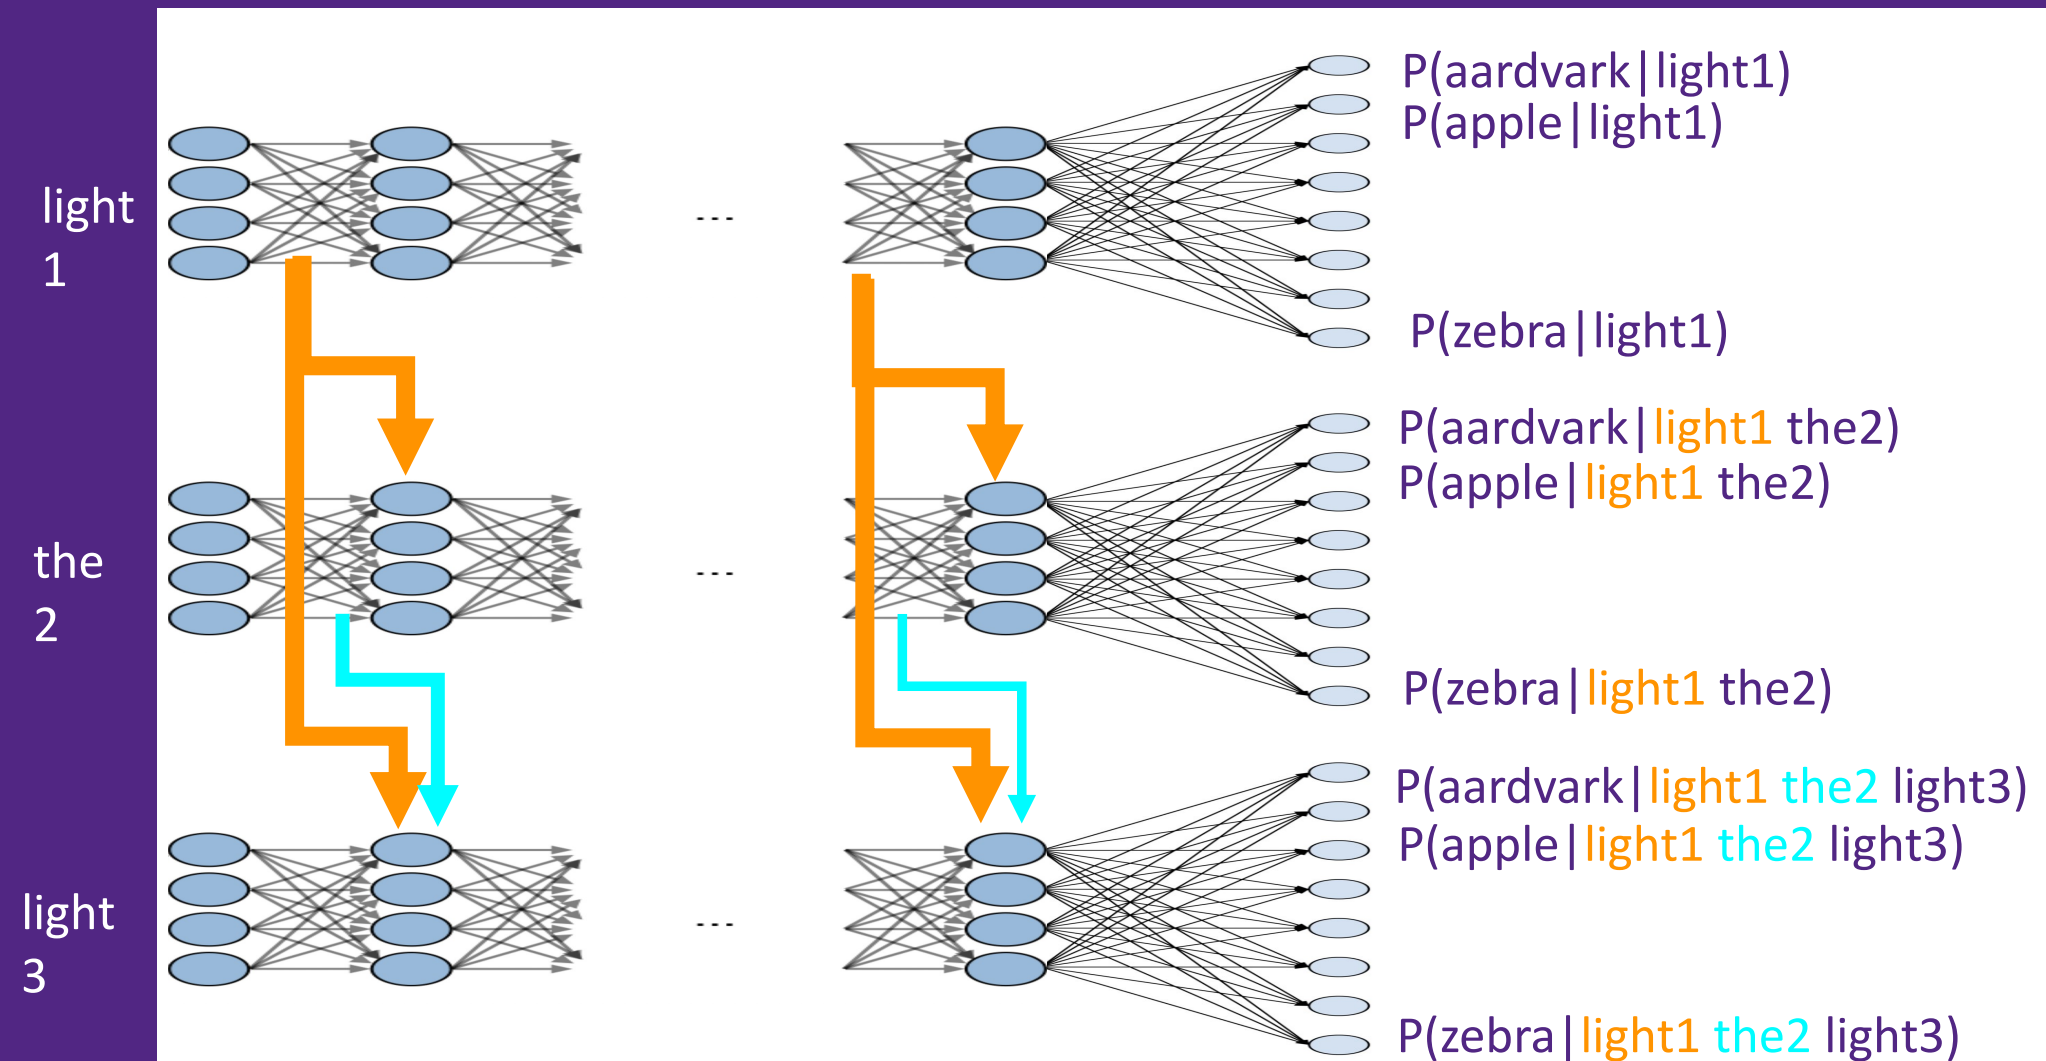 light
1
P(aardvark|light1)
P(apple|light1)
...
P(zebra|light1)
the
2
P(aardvark|light1 the2)
P(apple|light1 the2)
...
P(zebra|light1 the2)
light
3
P(aardvark|light1 the2 light3)
P(apple|light1 the2 light3)
...
P(zebra|light1 the2 light3)